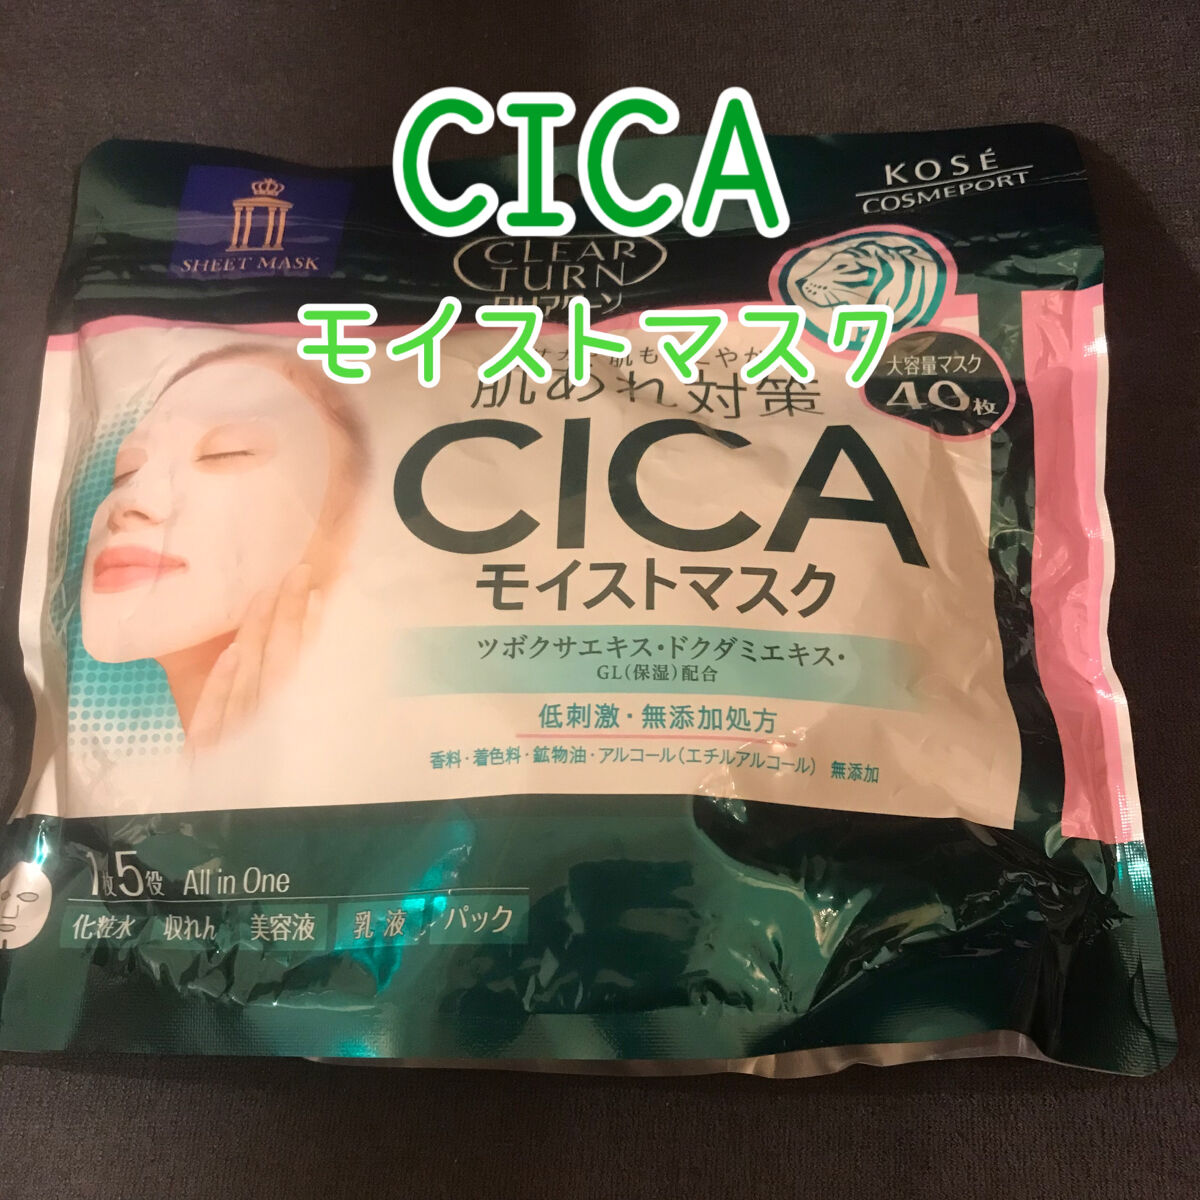 CICA
モイストマスク
KOSÉ
COSMEPORT
SHEET MASK
CLEAR
TURN
クリアターン
大容量マスク
40枚
肌あれ対策
CICA
モイストマスク
ツボクサエキス・ドクダミエキス・
GL(保湿)配合
低刺激・無添加処方
香料・着色料・鉱物油・アルコール(エチルアルコール) 無添加
1枚5役 All in One
化粧水 収れん 美容液 乳液 パック